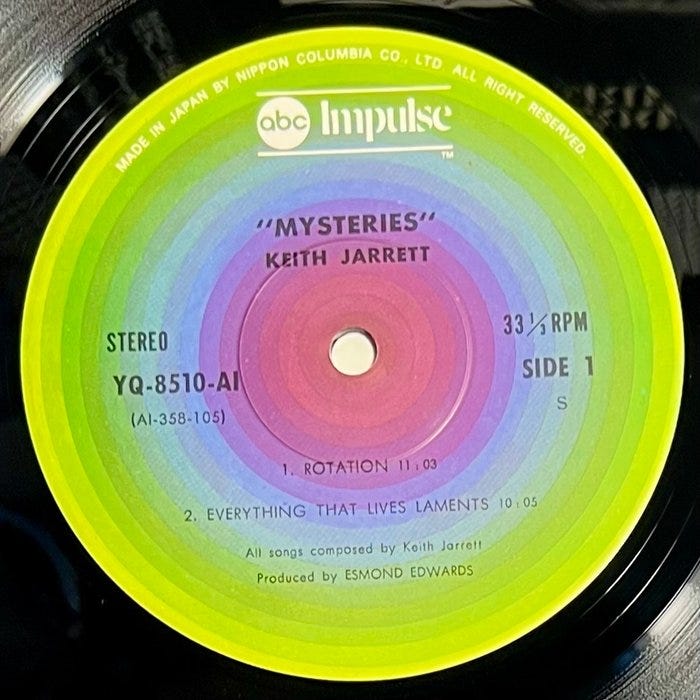 MADE IN JAPAN BY NIPPON COLUMBIA CO., LTD. ALL RIGHT RESERVED.
abc Impulse
TM
"MYSTERIES"
KEITH JARRETT
STEREO
33 1/3 RPM
YQ-8510-AI
SIDE 1
(AI-358-105)
S
1. ROTATION 11:03
2. EVERYTHING THAT LIVES LAMENTS 10:05
All songs composed by Keith Jarrett
Produced by ESMOND EDWARDS